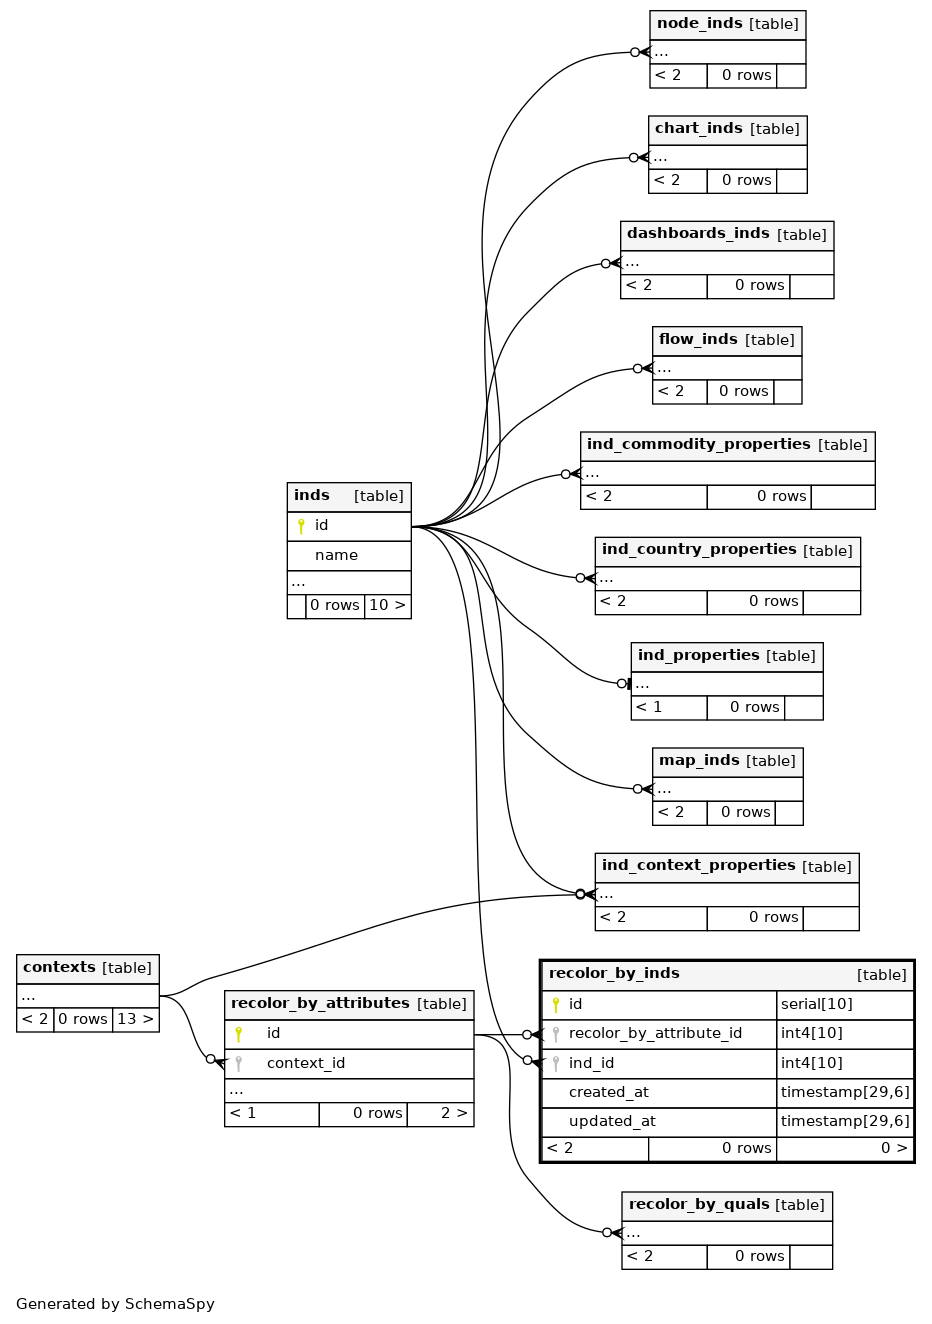 node_inds [table]
...
< 2 0 rows
chart_inds [table]
...
< 2 0 rows
dashboards_inds [table]
...
< 2 0 rows
flow_inds [table]
...
< 2 0 rows
ind_commodity_properties [table]
...
< 2 0 rows
inds [table]
id
name
...
0 rows 10 >
ind_country_properties [table]
...
< 2 0 rows
ind_properties [table]
...
< 1 0 rows
map_inds [table]
...
< 2 0 rows
ind_context_properties [table]
...
< 2 0 rows
contexts [table]
...
< 2 0 rows 13 >
recolor_by_attributes [table]
id
context_id
...
< 1 0 rows 2 >
recolor_by_inds [table]
id serial[10]
recolor_by_attribute_id int4[10]
ind_id int4[10]
created_at timestamp[29,6]
updated_at timestamp[29,6]
< 2 0 rows 0 >
recolor_by_quals [table]
...
< 2 0 rows
Generated by SchemaSpy